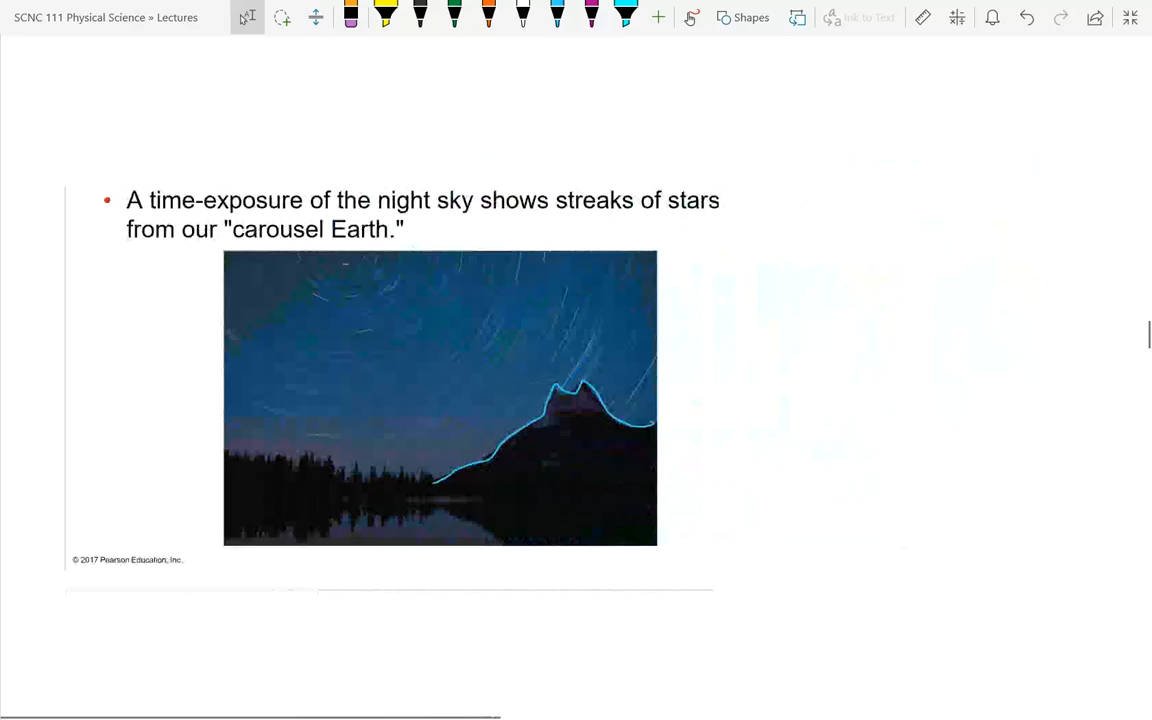 SCNC 111 Physical Science » Lectures
Shapes
Ink to Text
• A time-exposure of the night sky shows streaks of stars
from our "carousel Earth."
© 2017 Pearson Education, Inc.